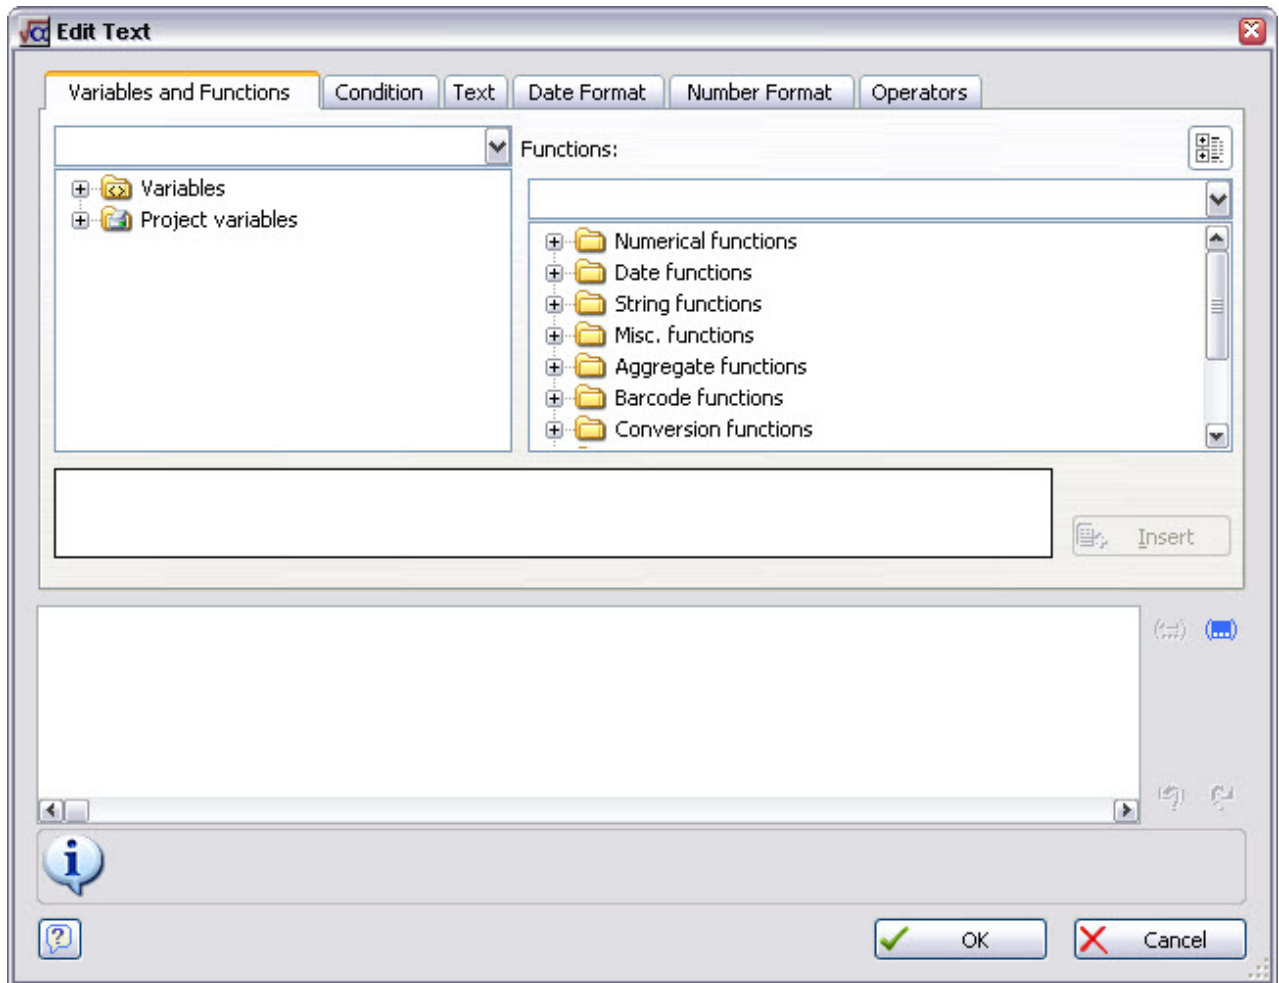 Edit Text
Variables and Functions Condition Text Date Format Number Format Operators
Functions:
Variables
Project variables
Numerical functions
Date functions
String functions
Misc. functions
Aggregate functions
Barcode functions
Conversion functions
Insert
OK Cancel